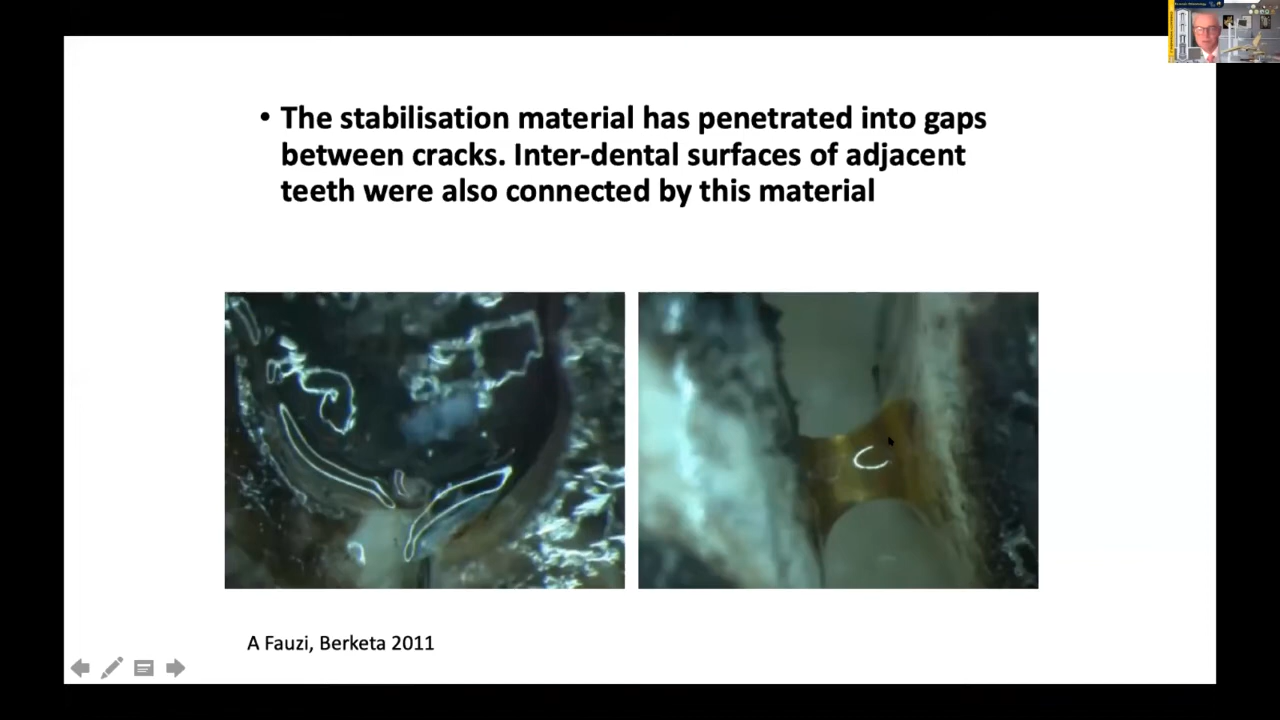 • The stabilisation material has penetrated into gaps
between cracks. Inter-dental surfaces of adjacent
teeth were also connected by this material
A Fauzi, Berketa 2011